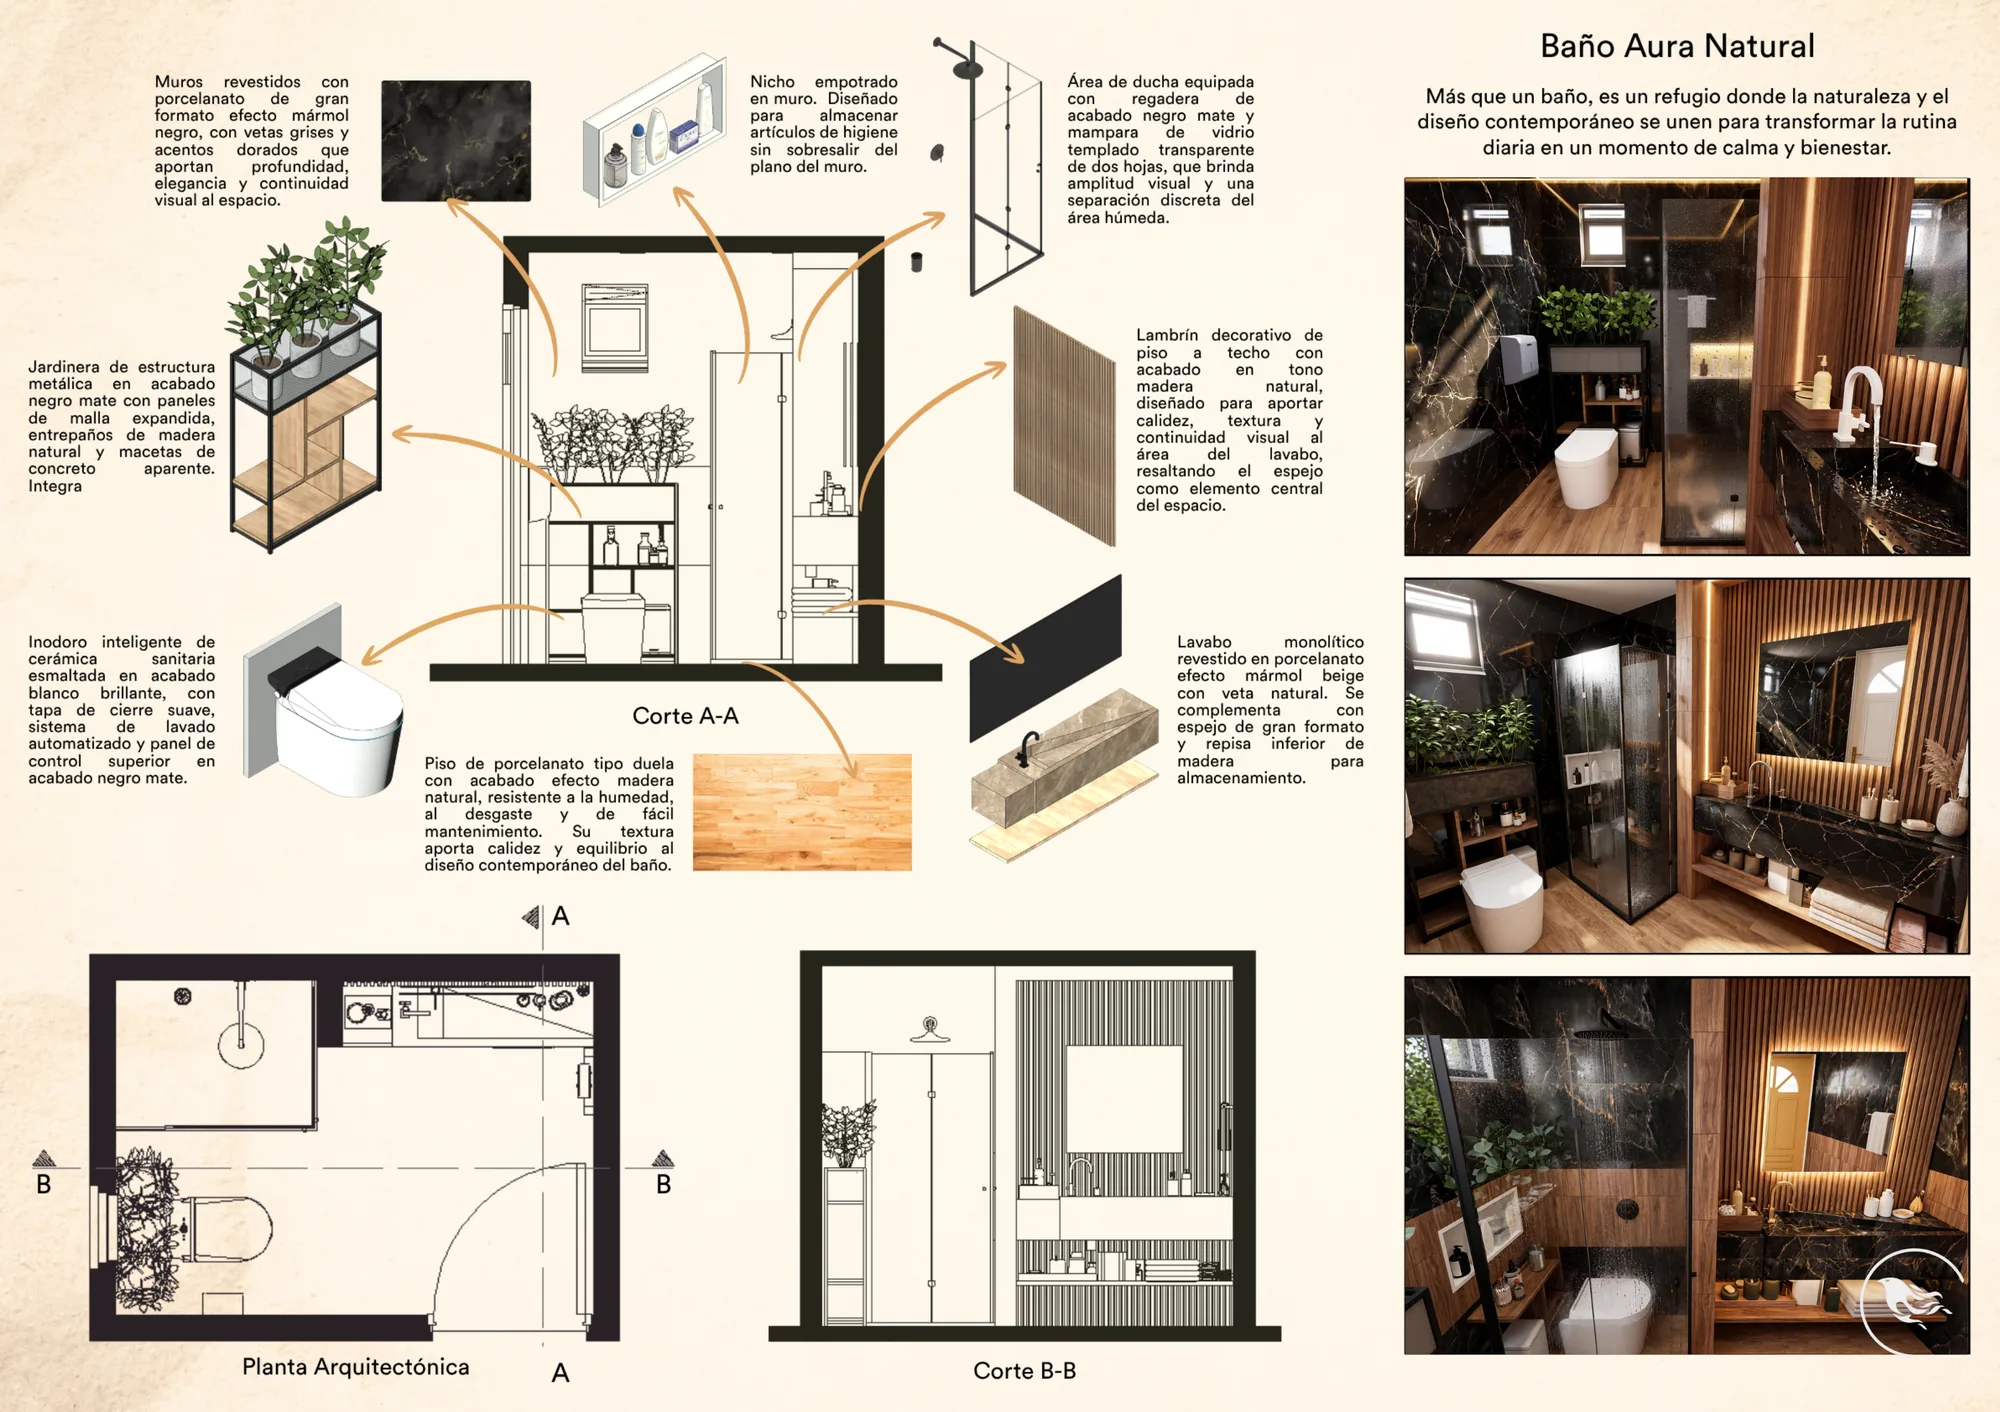 Baño Aura Natural
Más que un baño, es un refugio donde la naturaleza y el
diseño contemporáneo se unen para transformar la rutina
diaria en un momento de calma y bienestar.
Muros revestidos con
porcelanato de gran
formato efecto mármol
negro, con vetas grises y
acentos dorados que
aportan profundidad,
elegancia y continuidad
visual al espacio.
Nicho empotrado
en muro. Diseñado
para almacenar
artículos de higiene
sin sobresalir del
plano del muro.
Área de ducha equipada
con regadera de
acabado negro mate y
mampara de vidrio
templado transparente
de dos hojas, que brinda
amplitud visual y una
separación discreta del
área húmeda.
Jardinera de estructura
metálica en acabado
negro mate con paneles
de malla expandida,
entrepaños de madera
natural y macetas de
concreto aparente.
Integra
Lambrín decorativo de
piso a techo con
acabado en tono
madera natural,
diseñado para aportar
calidez, textura y
continuidad visual al
área del lavabo,
resaltando el espejo
como elemento central
del espacio.
Inodoro inteligente de
cerámica sanitaria
esmaltada en acabado
blanco brillante, con
tapa de cierre suave,
sistema de lavado
automatizado y panel de
control superior en
acabado negro mate.
Lavabo monolítico
revestido en porcelanato
efecto mármol beige
con veta natural. Se
complementa con
espejo de gran formato
y repisa inferior de
madera para
almacenamiento.
Corte A-A
Piso de porcelanato tipo duela
con acabado efecto madera
natural, resistente a la humedad,
al desgaste y de fácil
mantenimiento. Su textura
aporta calidez y equilibrio al
diseño contemporáneo del baño.
A
B
B
Planta Arquitectónica
A
Corte B-B